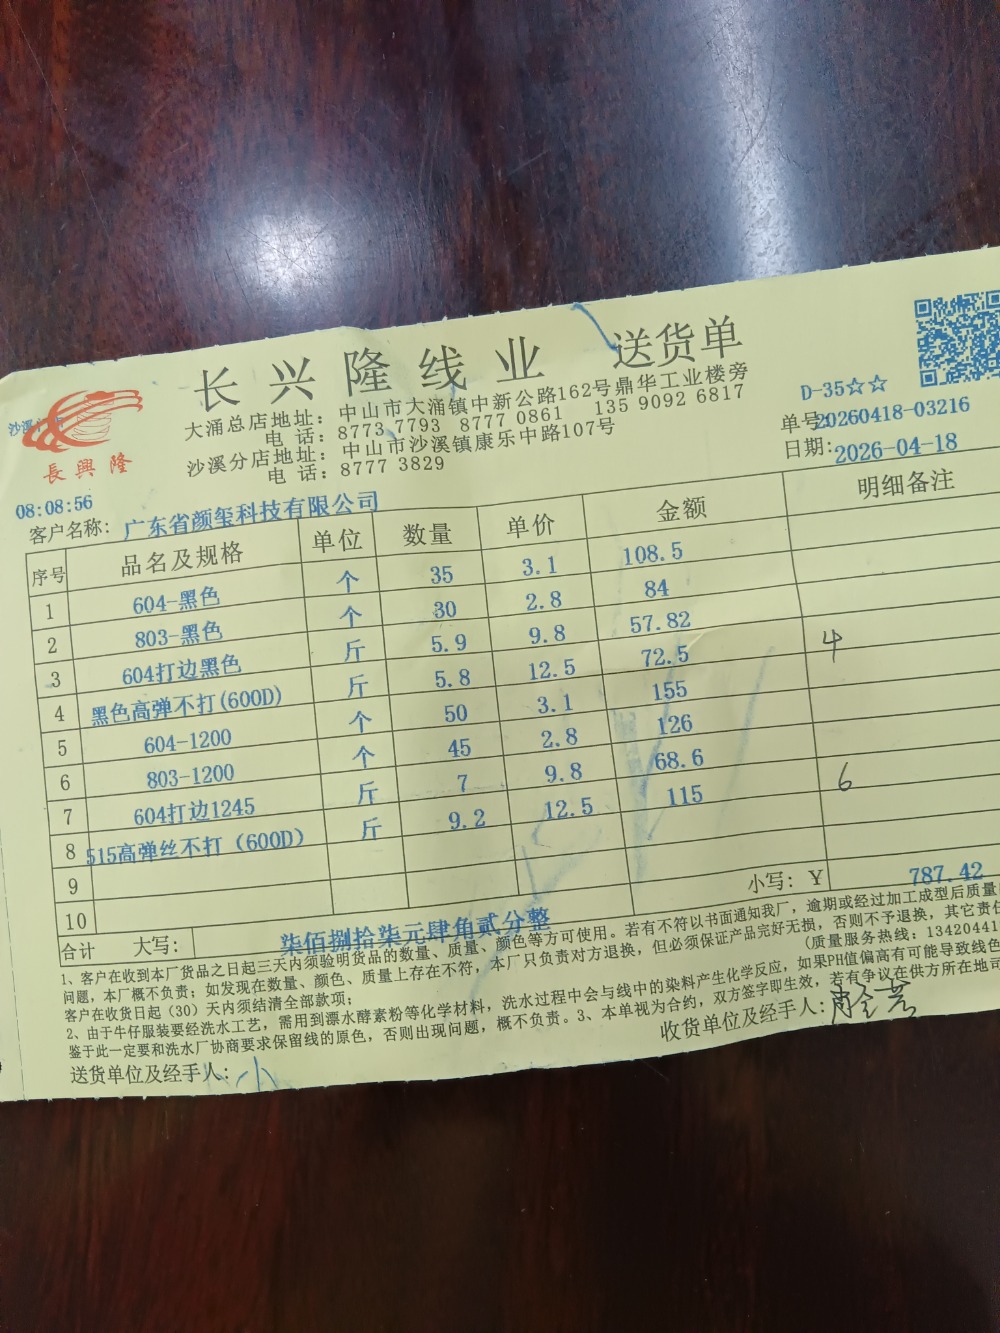 长兴隆线业 送货单
大涌总店地址: 中山市大涌镇中新公路162号鼎华工业楼旁
电 话: 8773 7793 8777 0861 135 9092 6817
沙溪分店地址: 中山市沙溪镇康乐中路107号
电 话: 8777 3829
長興隆
D-35☆☆
单号:20260418-03216
日期:2026-04-18
08:08:56
客户名称: 广东省颜玺科技有限公司
序号 品名及规格 单位 数量 单价 金额 明细备注
1 604-黑色 个 35 3.1 108.5
2 803-黑色 个 30 2.8 84
3 604打边黑色 斤 5.9 9.8 57.82
4 黑色高弹不打(600D) 斤 5.8 12.5 72.5 4
5 604-1200 个 50 3.1 155
6 803-1200 个 45 2.8 126
7 604打边1245 斤 7 9.8 68.6
8 515高弹丝不打（600D） 斤 9.2 12.5 115 6
9
10
合计 大写: 柒佰捌拾柒元肆角贰分整 小写: ¥ 787.42
1、客户在收到本厂货品之日起三天内须验明货品的数量、质量、颜色等方可使用。若有不符以书面通知我厂，逾期或经过加工成型后质量
问题，本厂概不负责；如发现在数量、颜色、质量上存在不符，本厂只负责对方退换，但必须保证产品完好无损，否则不予退换，其它责任
客户在收货日起（30）天内须结清全部款项； (质量服务热线: 13420441
2、由于牛仔服装要经洗水工艺，需用到漂水酵素粉等化学材料，洗水过程中会与线中的染料产生化学反应，如果PH值偏高有可能导致线色
鉴于此一定要和洗水厂协商要求保留线的原色，否则出现问题，概不负责。3、本单视为合约，双方签字即生效，若有争议在供方所在地司
送货单位及经手人: 收货单位及经手人: